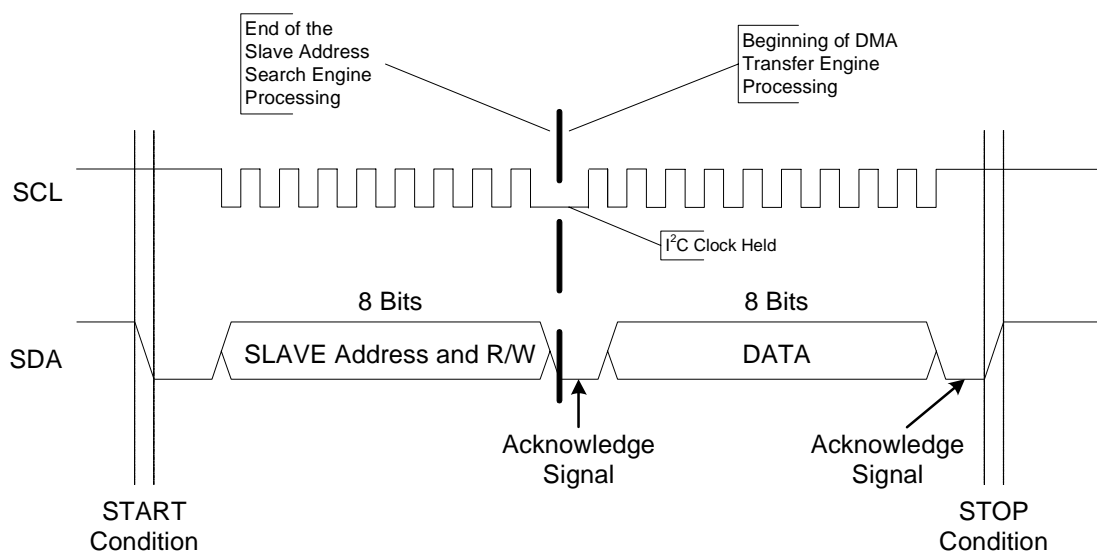 End of the
Slave Address
Search Engine
Processing
Beginning of DMA
Transfer Engine
Processing
SCL
I²C Clock Held
8 Bits
8 Bits
SDA
SLAVE Address and R/W
DATA
Acknowledge
Signal
Acknowledge
Signal
START
Condition
STOP
Condition